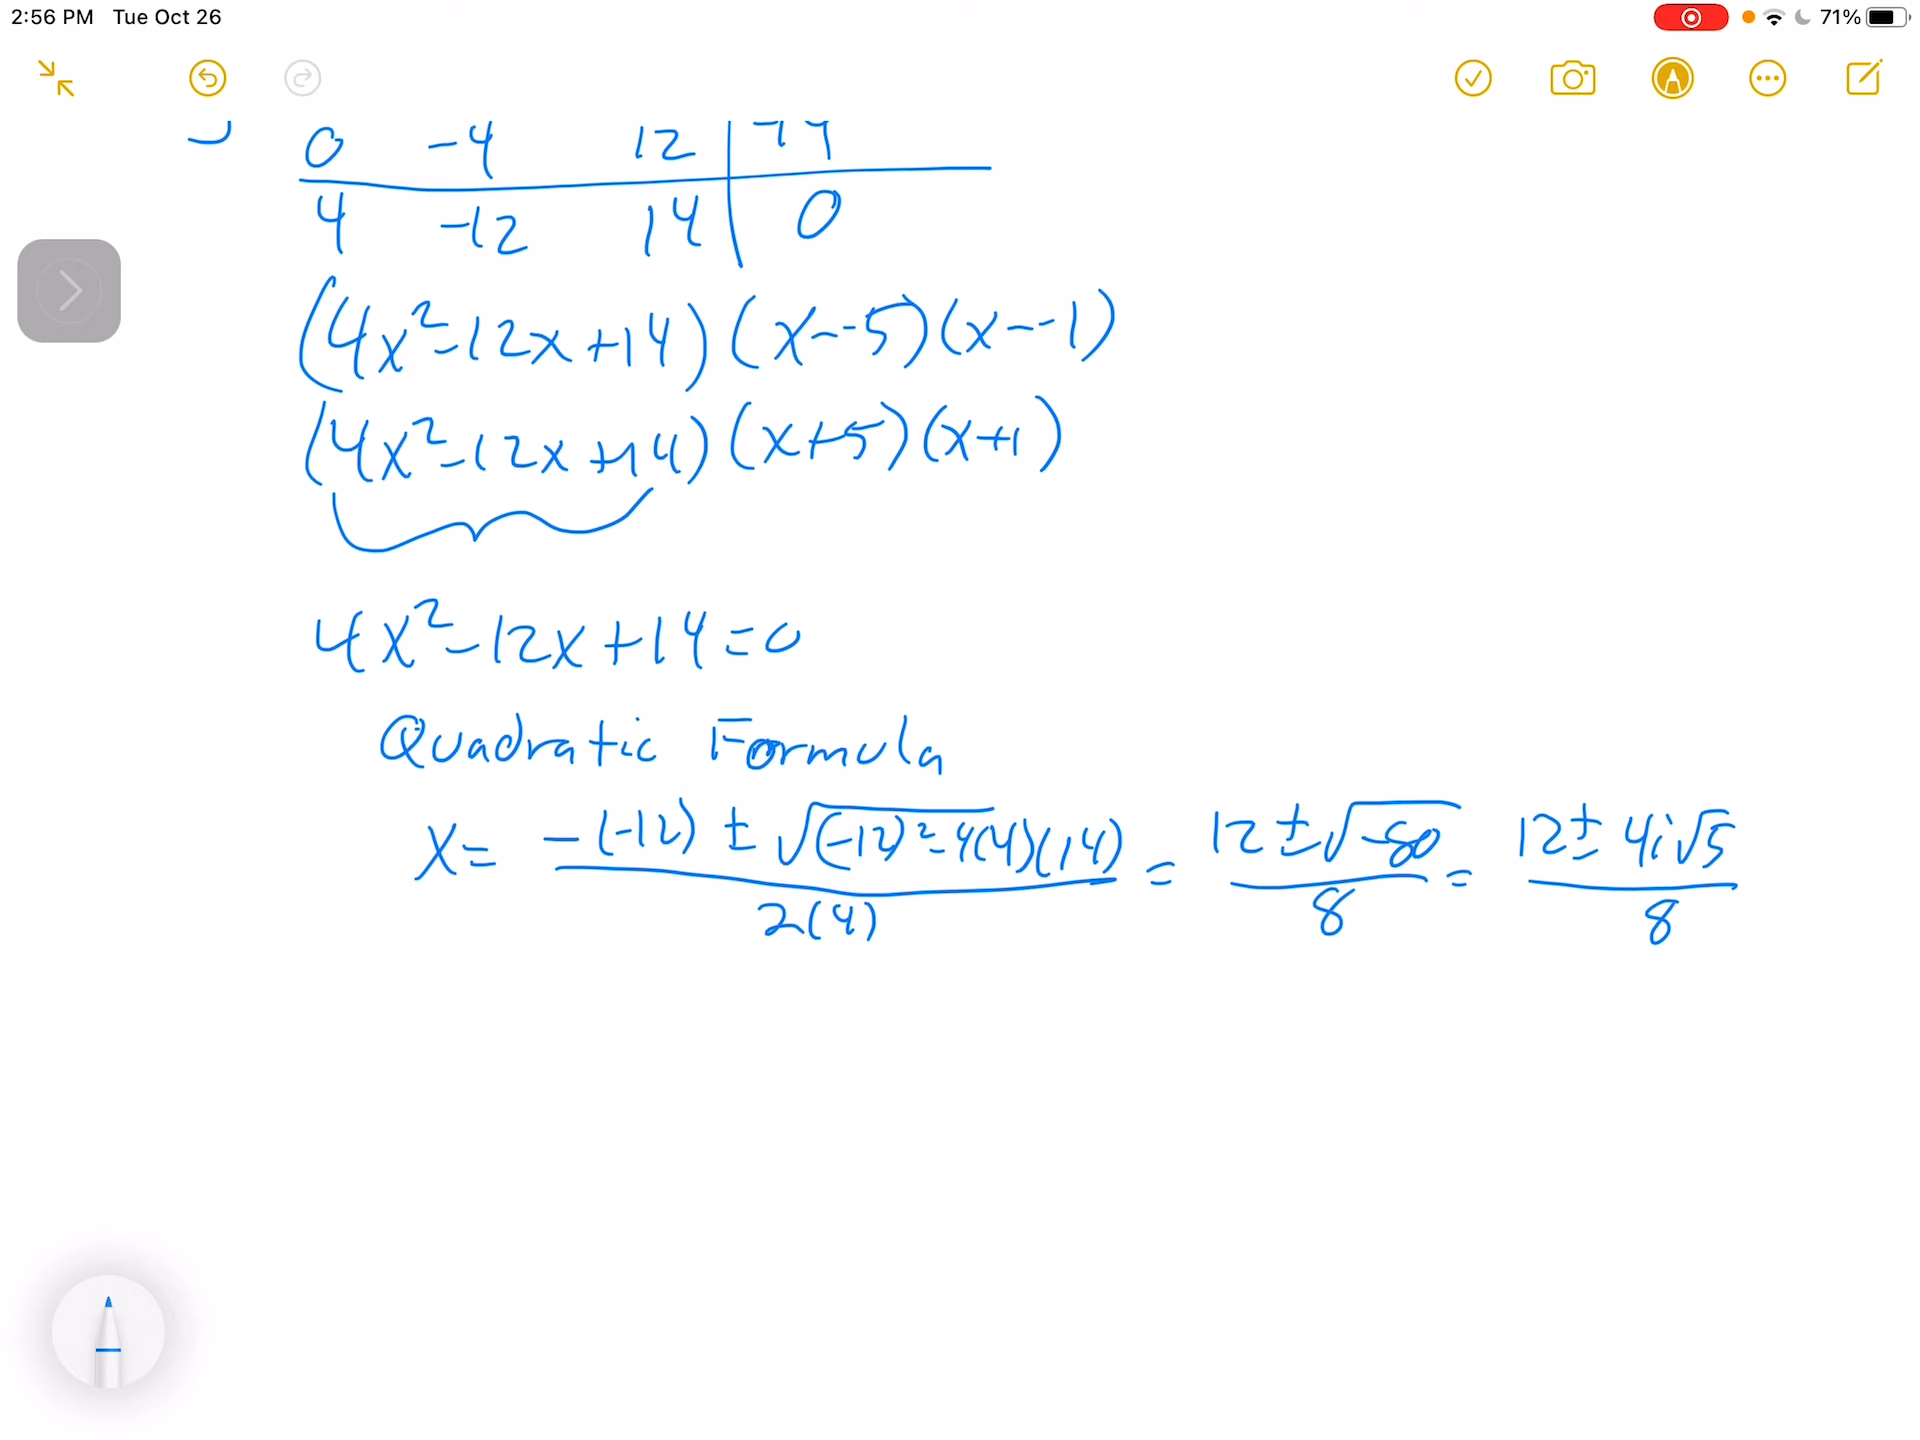 2:56 PM Tue Oct 26 71%
0 -4 12
4 -12 14 | 0
(4x²-12x+14)(x--5)(x--1)
(4x²-12x+14)(x+5)(x+1)
4x²-12x+14=0
Quadratic Formula
x= -(-12) ± √(-12)²-4(4)(14) / 2(4) = 12±√-80 / 8 = 12±4i√5 / 8